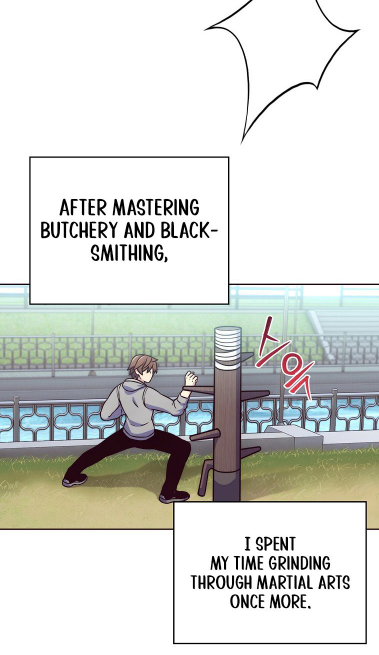 AFTER MASTERING
BUTCHERY AND BLACK-
SMITHING,
스윽
I SPENT
MY TIME GRINDING
THROUGH MARTIAL ARTS
ONCE MORE.